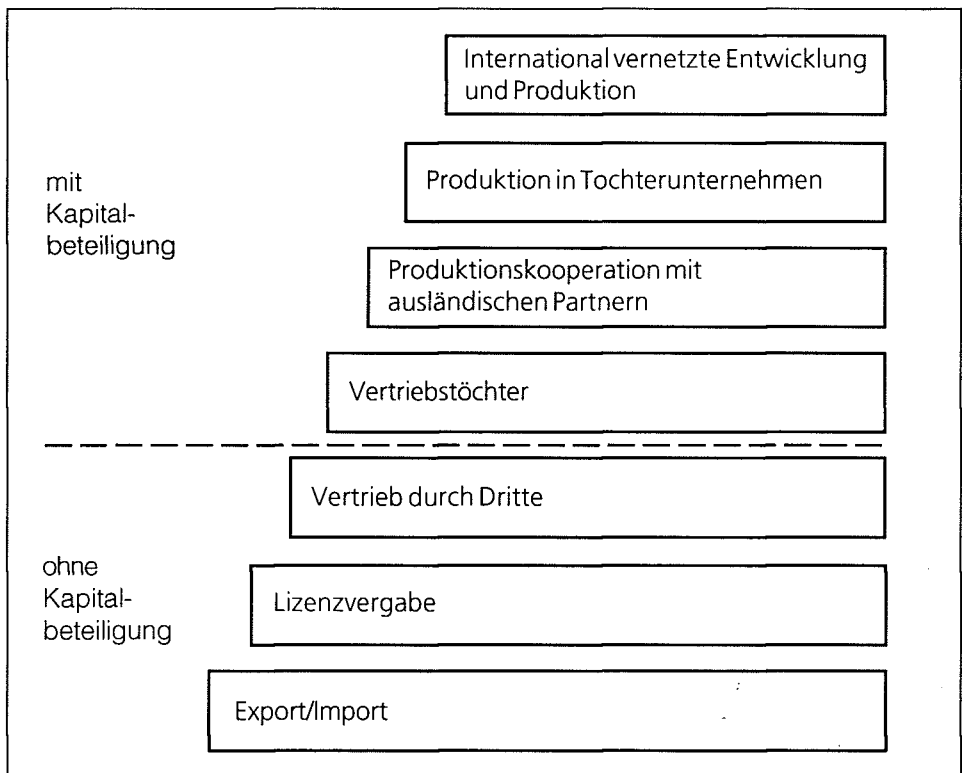 International vernetzte Entwicklung
und Produktion
mit
Kapital-
beteiligung
Produktion in Tochterunternehmen
Produktionskooperation mit
ausländischen Partnern
Vertriebstöchter
Vertrieb durch Dritte
ohne
Kapital-
beteiligung
Lizenzvergabe
Export/Import